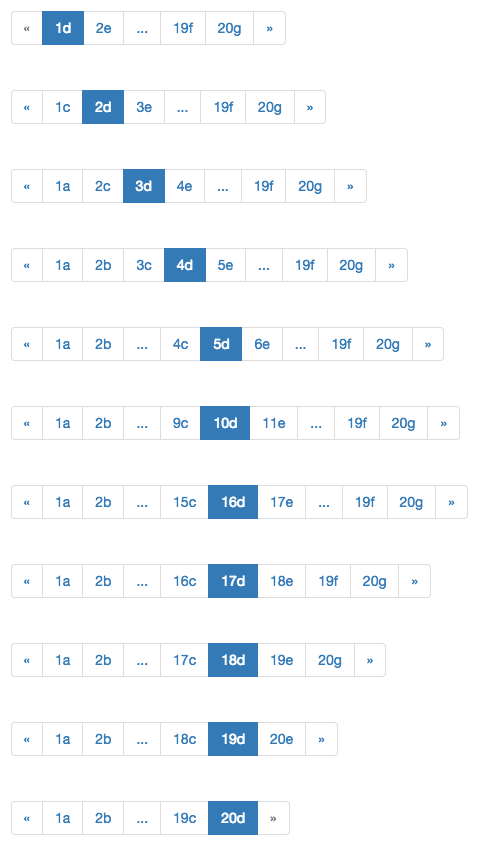 « 1d 2e ... 19f 20g »
« 1c 2d 3e ... 19f 20g »
« 1a 2c 3d 4e ... 19f 20g »
« 1a 2b 3c 4d 5e ... 19f 20g »
« 1a 2b ... 4c 5d 6e ... 19f 20g »
« 1a 2b ... 9c 10d 11e ... 19f 20g »
« 1a 2b ... 15c 16d 17e ... 19f 20g »
« 1a 2b ... 16c 17d 18e 19f 20g »
« 1a 2b ... 17c 18d 19e 20g »
« 1a 2b ... 18c 19d 20e »
« 1a 2b ... 19c 20d »